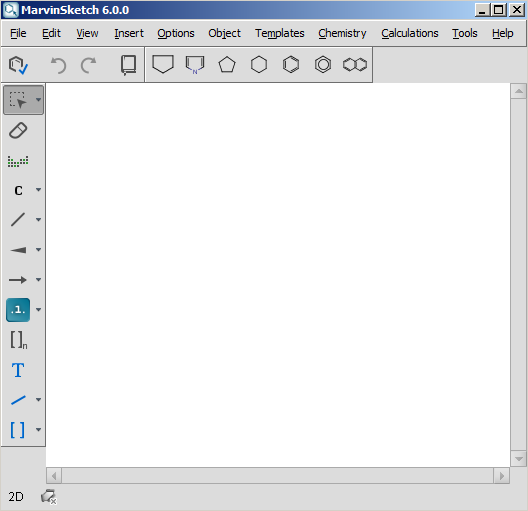 MarvinSketch 6.0.0
File Edit View Insert Options Object Templates Chemistry Calculations Tools Help
N
C
.1.
[ ]n
T
[ ]
2D